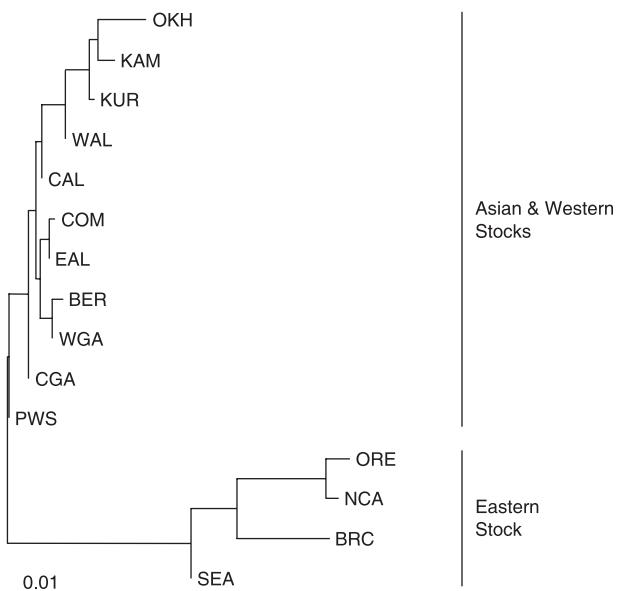 OKH
KAM
KUR
WAL
CAL
COM
EAL
BER
WGA
CGA
PWS
Asian & Western
Stocks
ORE
NCA
BRC
SEA
Eastern
Stock
0.01